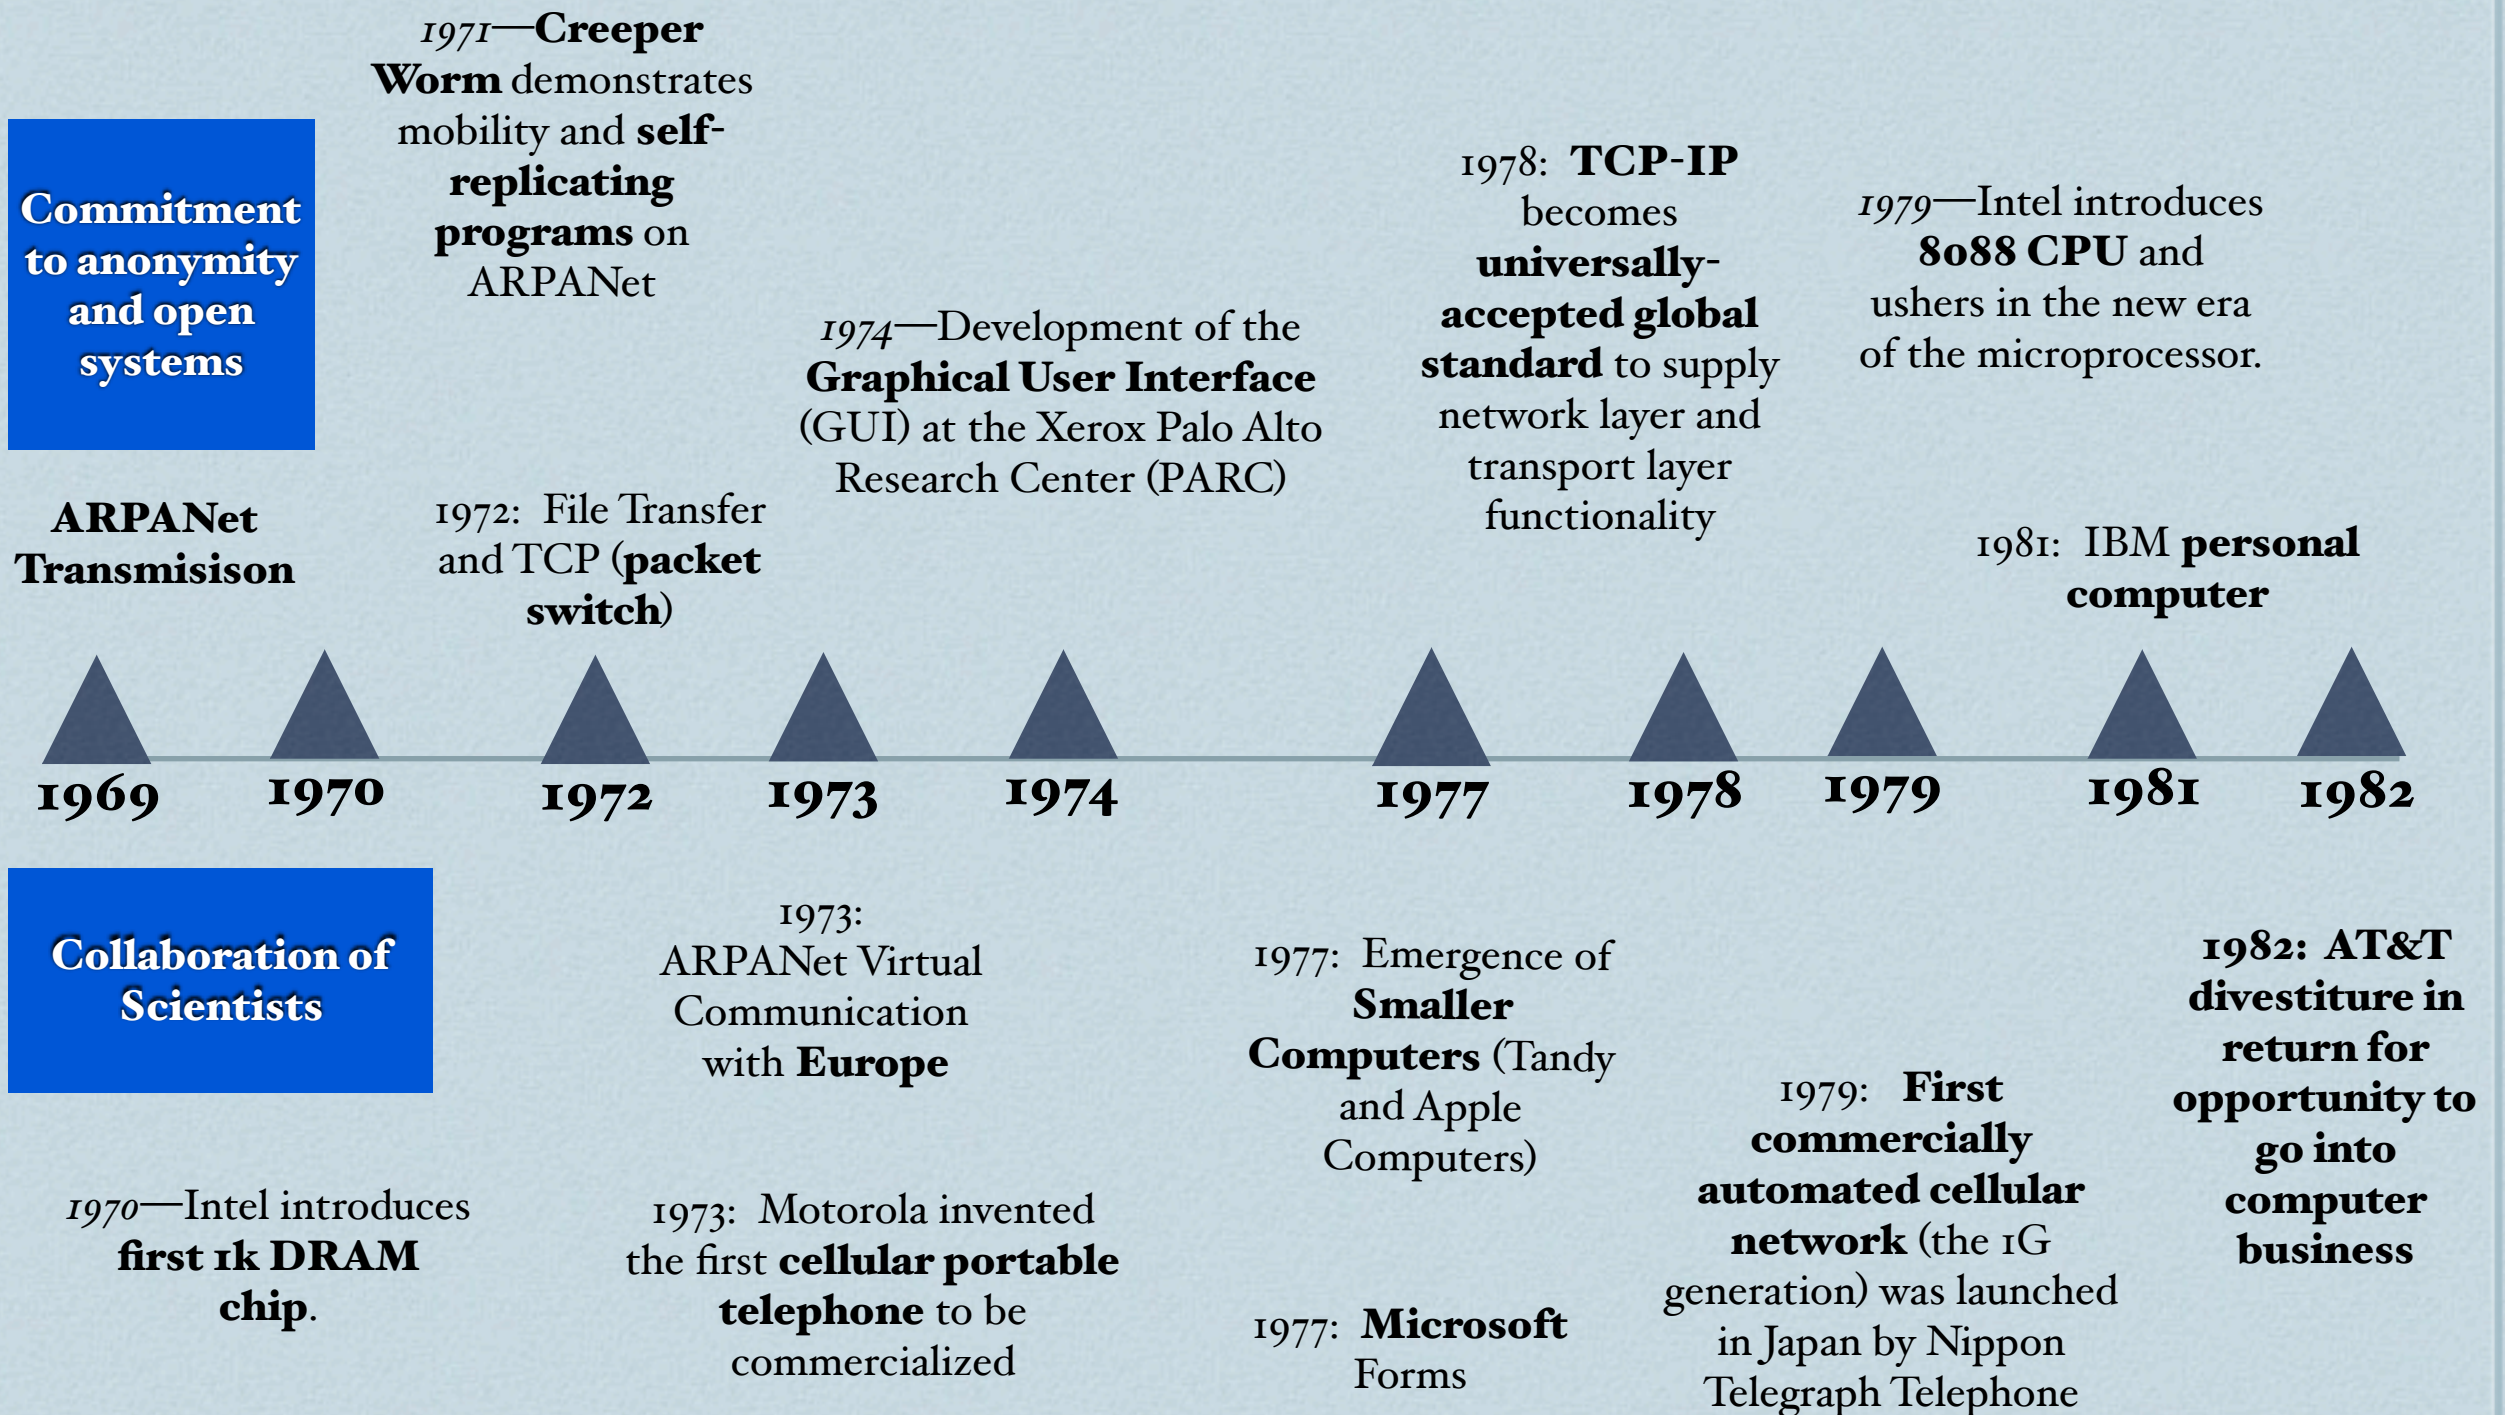 1971—Creeper
Worm demonstrates
mobility and self-
replicating
programs on
ARPANet
Commitment
to anonymity
and open
systems
1978: TCP-IP
becomes
universally-
accepted global
standard to supply
network layer and
transport layer
functionality
1979—Intel introduces
8088 CPU and
ushers in the new era
of the microprocessor.
1974—Development of the
Graphical User Interface
(GUI) at the Xerox Palo Alto
Research Center (PARC)
ARPANet
Transmisison
1972: File Transfer
and TCP (packet
switch)
1981: IBM personal
computer
1969
1970
1972
1973
1974
1977
1978
1979
1981
1982
Collaboration of
Scientists
1973:
ARPANet Virtual
Communication
with Europe
1977: Emergence of
Smaller
Computers (Tandy
and Apple
Computers)
1982: AT&T
divestiture in
return for
opportunity to
go into
computer
business
1979: First
commercially
automated cellular
network (the 1G
generation) was launched
in Japan by Nippon
Telegraph Telephone
1970—Intel introduces
first 1k DRAM
chip.
1973: Motorola invented
the first cellular portable
telephone to be
commercialized
1977: Microsoft
Forms